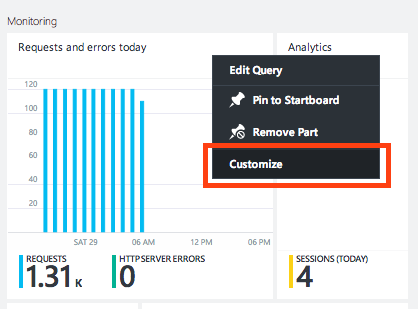 Monitoring
Requests and errors today
Analytics
Edit Query
Pin to Startboard
Remove Part
Customize
120
100
80
60
40
20
SAT 29
06 AM
12 PM
06 PM
REQUESTS
1.31 K
HTTP SERVER ERRORS
0
SESSIONS (TODAY)
4